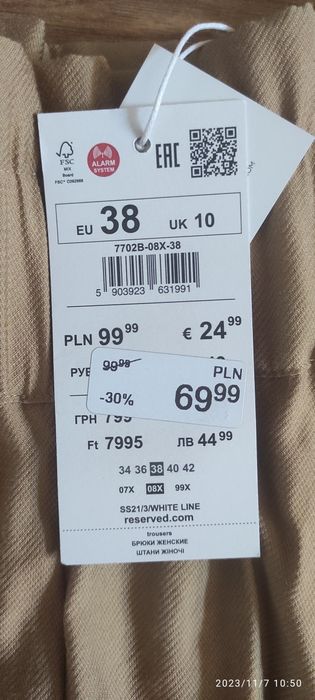 FSC
MIX
Board
FSC® C092966
ALARM
SYSTEM
EAC
EU 38 UK 10
7702B-08X-38
5 903923 631991
PLN 99 99 € 24 99
РУБ
99 99
PLN
-30% 69 99
ГРН 799
Ft 7995 ЛВ 44 99
34 36 38 40 42
07X 08X 99X
SS21/3/WHITE LINE
reserved.com
trousers
БРЮКИ ЖЕНСКИЕ
ШТАНИ ЖІНОЧІ
2023/11/7 10:50